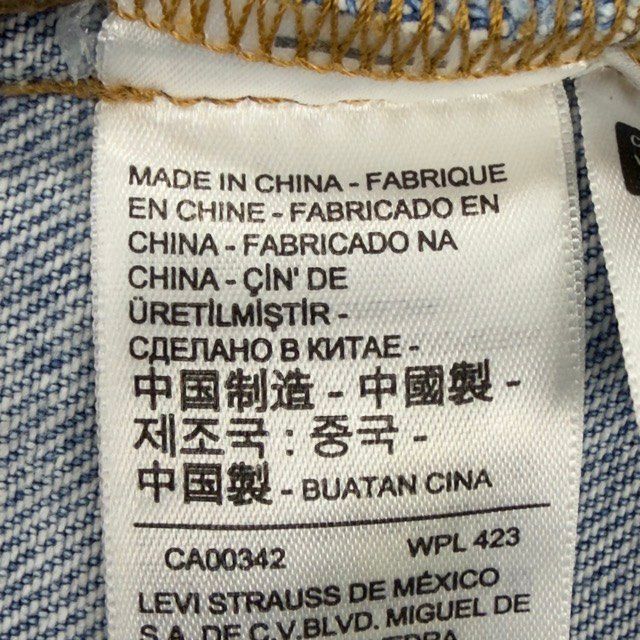 MADE IN CHINA - FABRIQUE
EN CHINE - FABRICADO EN
CHINA - FABRICADO NA
CHINA - ÇİN' DE
ÜRETİLMİŞTİR -
СДЕЛАНО В КИТАЕ -
中国制造 - 中國製 -
제조국 : 중국 -
中国製 - BUATAN CINA
CA00342 WPL 423
LEVI STRAUSS DE MÉXICO
S.A. DE C.V. BLVD. MIGUEL DE